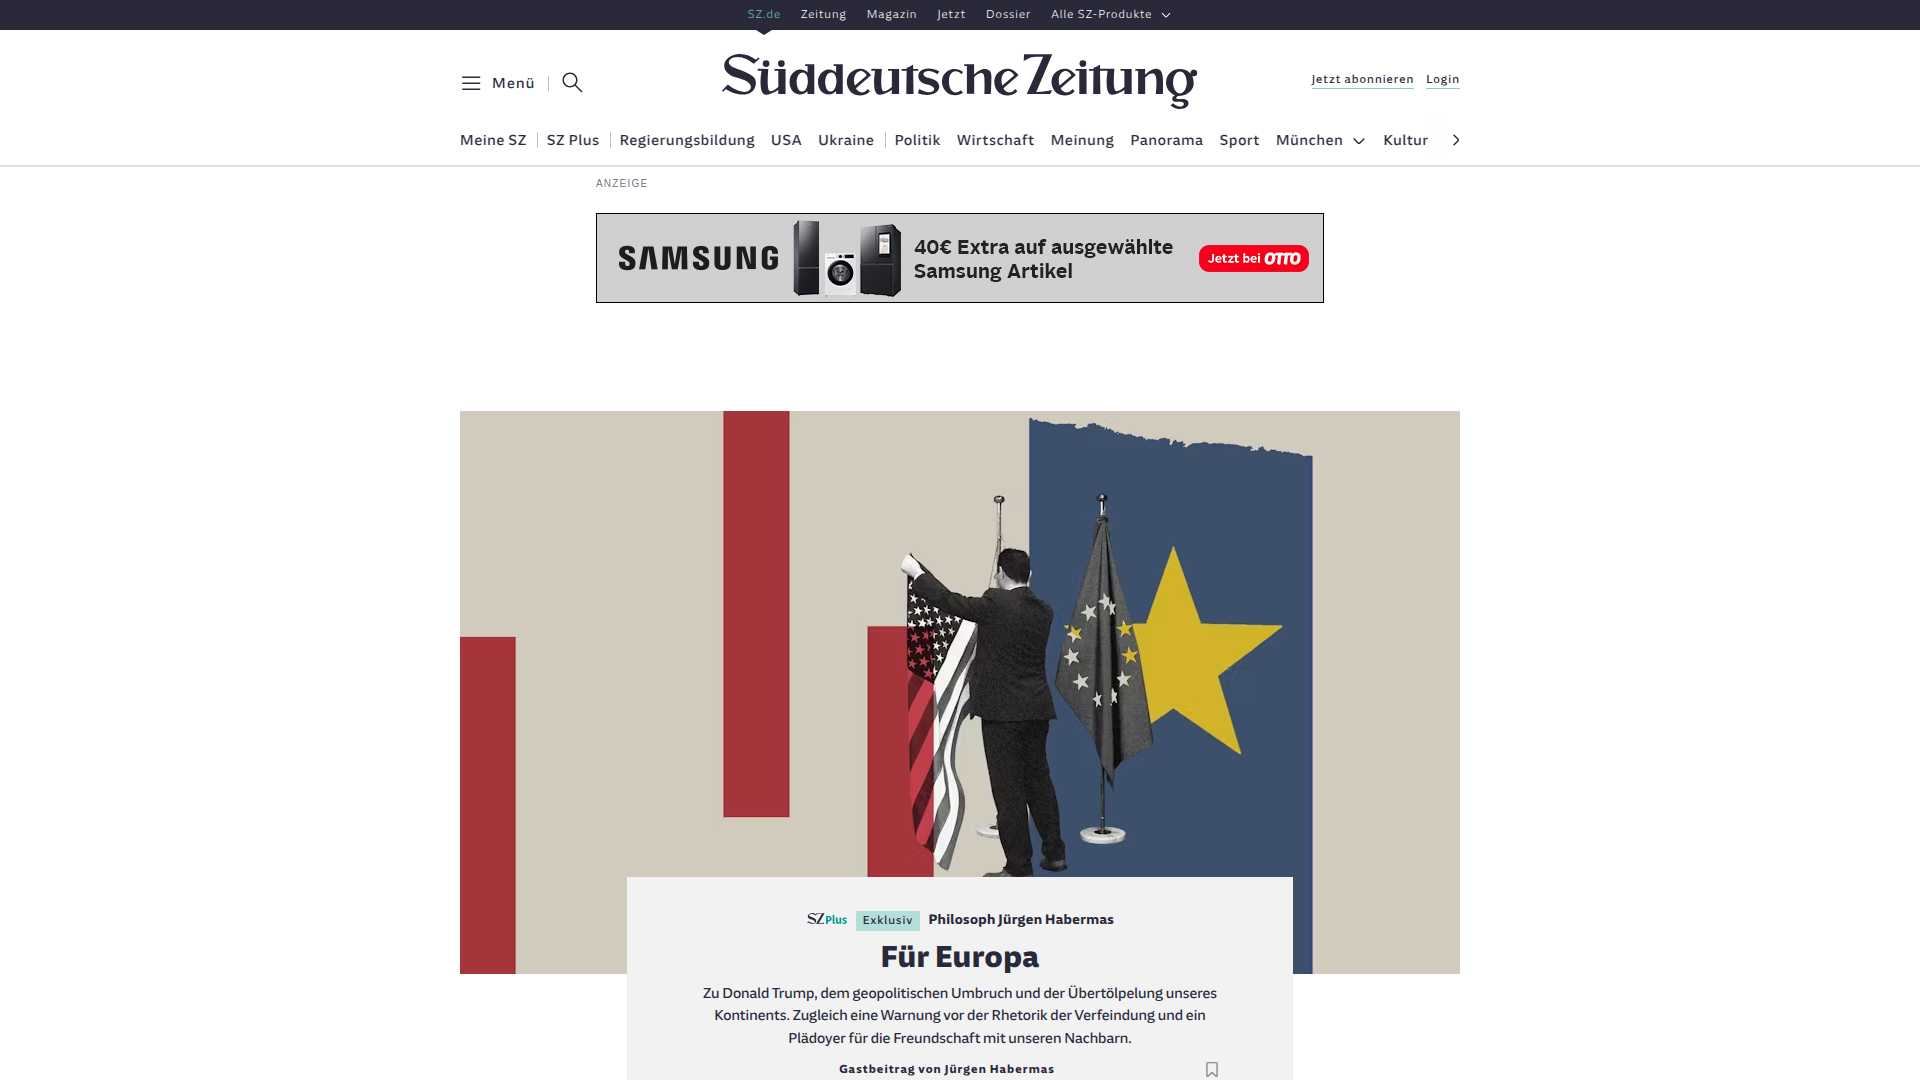 SZ.de Zeitung Magazin Jetzt Dossier Alle SZ-Produkte
Menü
Süddeutsche Zeitung
Jetzt abonnieren Login
Meine SZ SZ Plus Regierungsbildung USA Ukraine Politik Wirtschaft Meinung Panorama Sport München Kultur
ANZEIGE
SAMSUNG
40€ Extra auf ausgewählte
Samsung Artikel
Jetzt bei OTTO
SZ Plus Exklusiv Philosoph Jürgen Habermas
Für Europa
Zu Donald Trump, dem geopolitischen Umbruch und der Übertölpelung unseres
Kontinents. Zugleich eine Warnung vor der Rhetorik der Verfeindung und ein
Plädoyer für die Freundschaft mit unseren Nachbarn.
Gastbeitrag von Jürgen Habermas